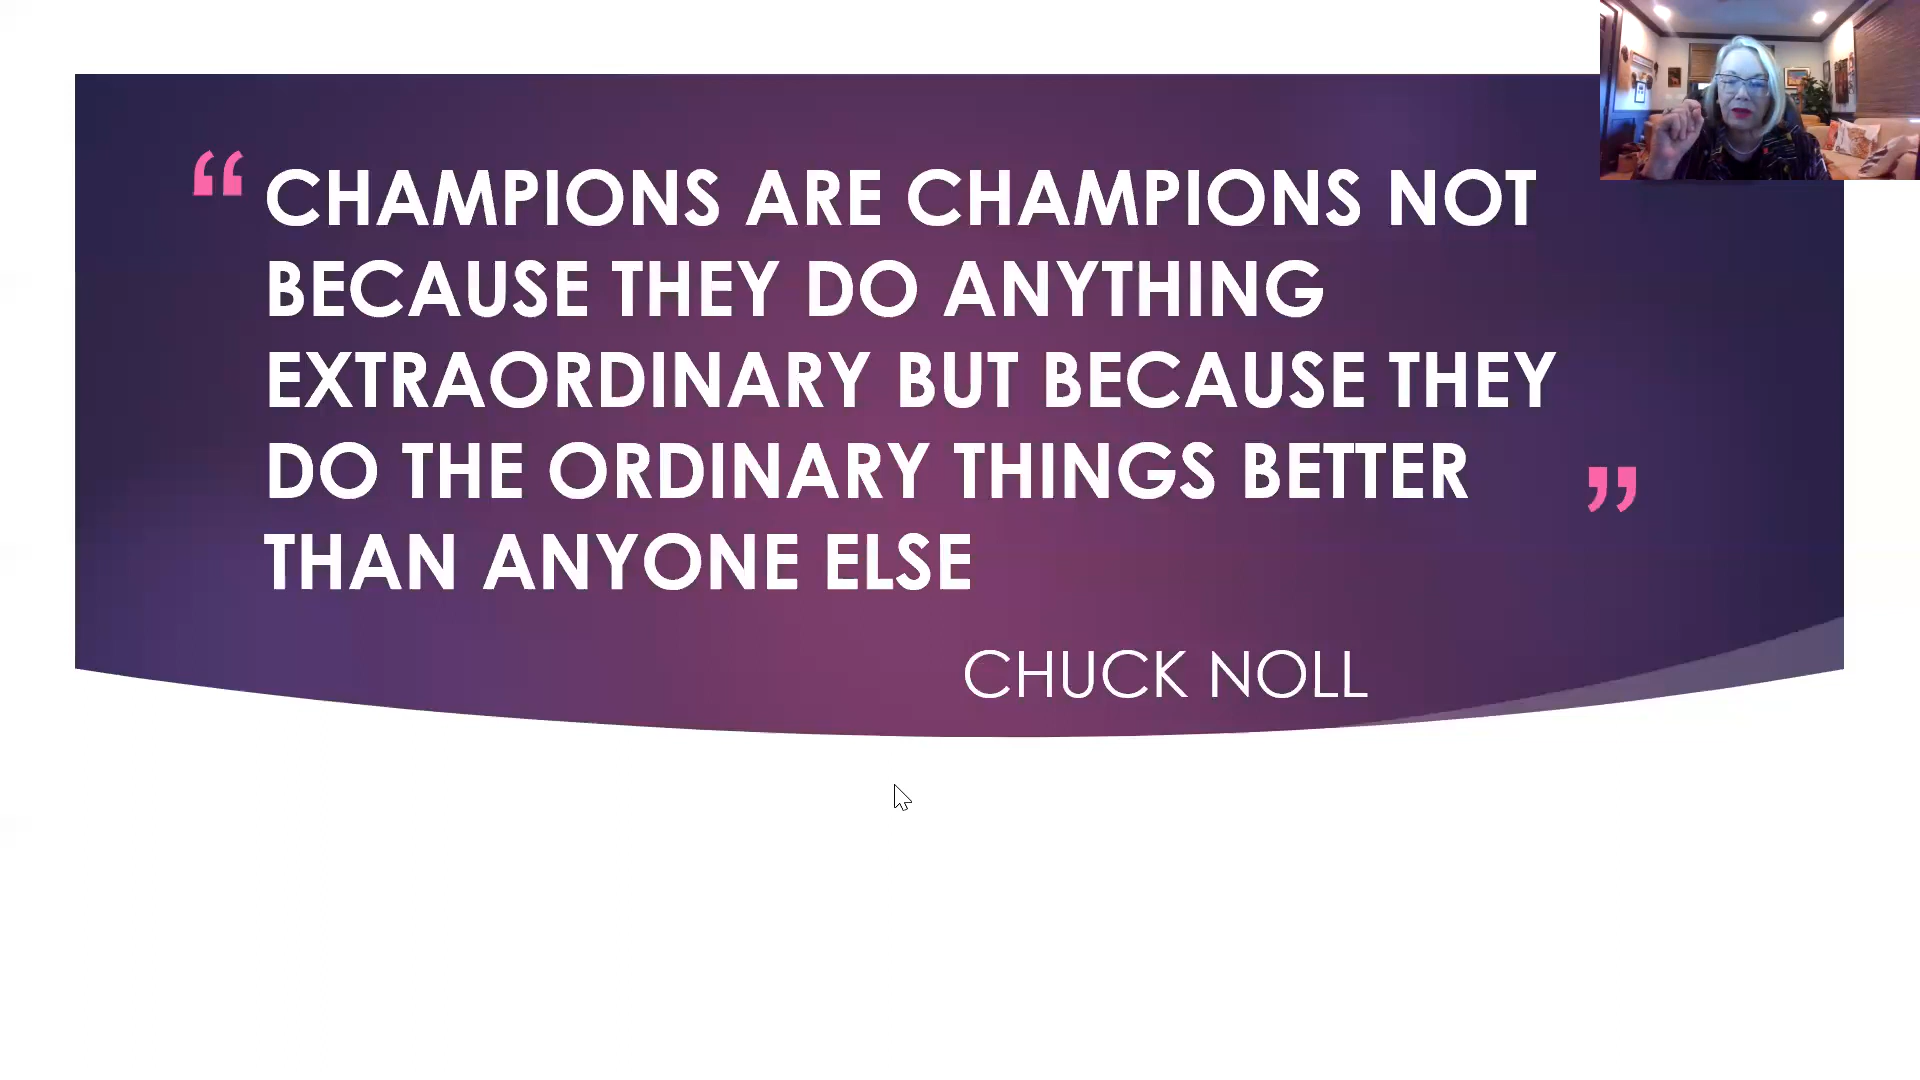 “ CHAMPIONS ARE CHAMPIONS NOT
BECAUSE THEY DO ANYTHING
EXTRAORDINARY BUT BECAUSE THEY
DO THE ORDINARY THINGS BETTER ”
THAN ANYONE ELSE
CHUCK NOLL